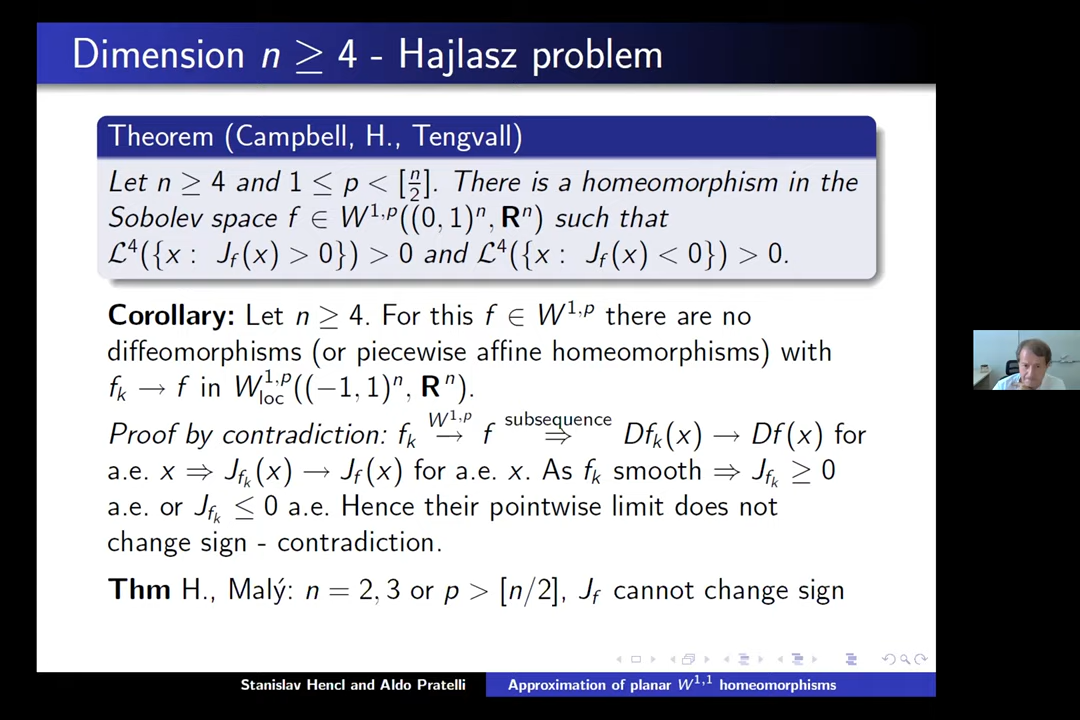 Dimension n ≥ 4 - Hajlasz problem
Theorem (Campbell, H., Tengvall)
Let n ≥ 4 and 1 ≤ p < [n/2]. There is a homeomorphism in the
Sobolev space f ∈ W^{1,p}((0, 1)^n, R^n) such that
ℒ^4({x : J_f(x) > 0}) > 0 and ℒ^4({x : J_f(x) < 0}) > 0.
Corollary: Let n ≥ 4. For this f ∈ W^{1,p} there are no
diffeomorphisms (or piecewise affine homeomorphisms) with
f_k → f in W^{1,p}_{loc}((−1, 1)^n, R^n).
Proof by contradiction: f_k →^{W^{1,p}} f ⇒^{subsequence} Df_k(x) → Df(x) for
a.e. x ⇒ J_{f_k}(x) → J_f(x) for a.e. x. As f_k smooth ⇒ J_{f_k} ≥ 0
a.e. or J_{f_k} ≤ 0 a.e. Hence their pointwise limit does not
change sign - contradiction.
Thm H., Malý: n = 2, 3 or p > [n/2], J_f cannot change sign
Stanislav Hencl and Aldo Pratelli
Approximation of planar W^{1,1} homeomorphisms